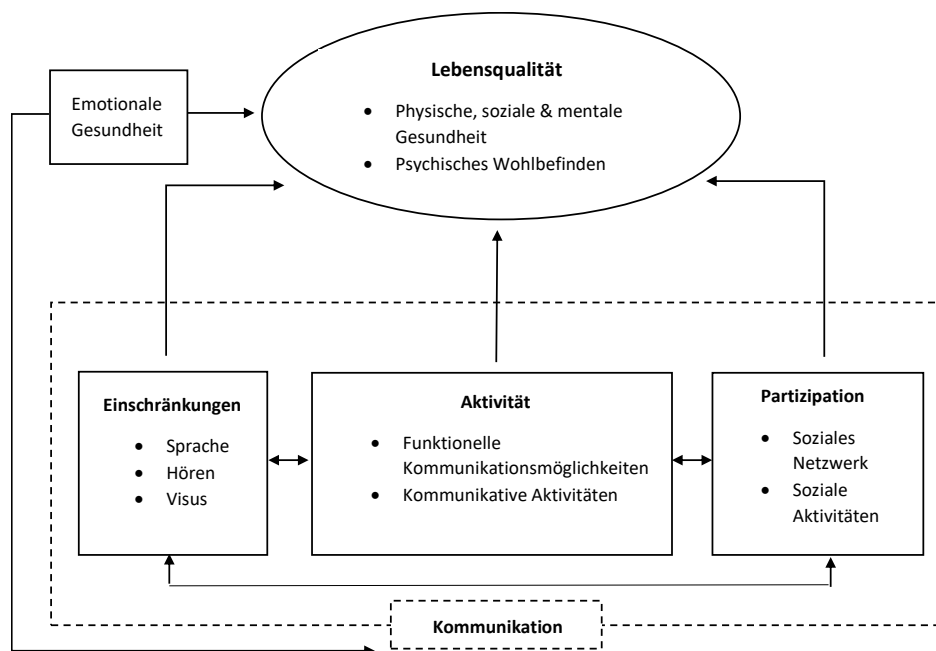 Lebensqualität
• Physische, soziale & mentale
Gesundheit
• Psychisches Wohlbefinden
Emotionale
Gesundheit
Einschränkungen
• Sprache
• Hören
• Visus
Aktivität
• Funktionelle
Kommunikationsmöglichkeiten
• Kommunikative Aktivitäten
Partizipation
• Soziales
Netzwerk
• Soziale
Aktivitäten
Kommunikation